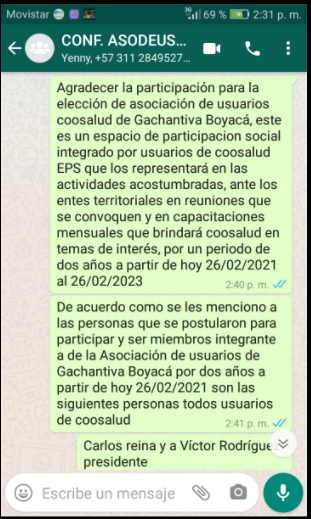 Movistar 3G 69 % 2:31 p. m.
CONF. ASODEUS...
Yenny, +57 311 2849527...
Agradecer la participación para la
elección de asociación de usuarios
coosalud de Gachantiva Boyacá, este
es un espacio de participacion social
integrado por usuarios de coosalud
EPS que los representará en las
actividades acostumbradas, ante los
entes territoriales en reuniones que
se convoquen y en capacitaciones
mensuales que brindará coosalud en
temas de interés, por un periodo de
dos años a partir de hoy 26/02/2021
al 26/02/2023
2:40 p. m.
De acuerdo como se les menciono a
las personas que se postularon para
participar y ser miembros integrante
a de la Asociación de usuarios de
Gachantiva Boyacá por dos años a
partir de hoy 26/02/2021 son las
siguientes personas todos usuarios
de coosalud
2:41 p. m.
Carlos reina y a Víctor Rodrígue
presidente
Escribe un mensaje